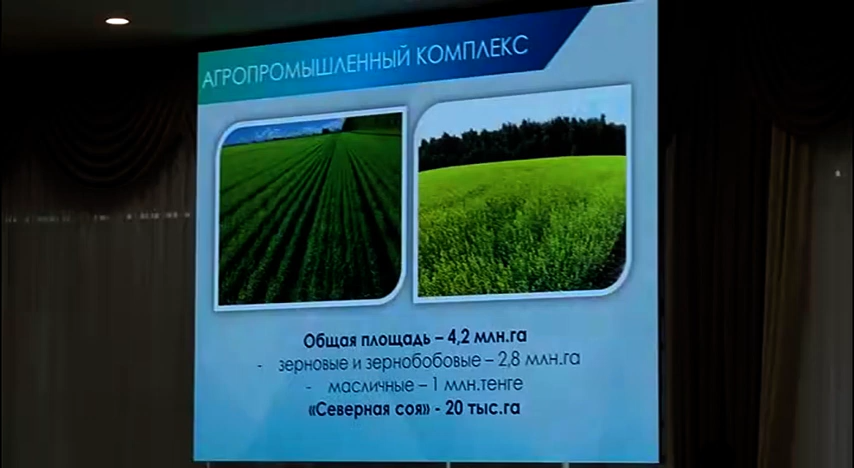 АГРОПРОМЫШЛЕННЫЙ КОМПЛЕКС
Общая площадь – 4,2 млн.га
- зерновые и зернобобовые – 2,8 млн.га
- масличные – 1 млн.тенге
«Северная соя» - 20 тыс.га